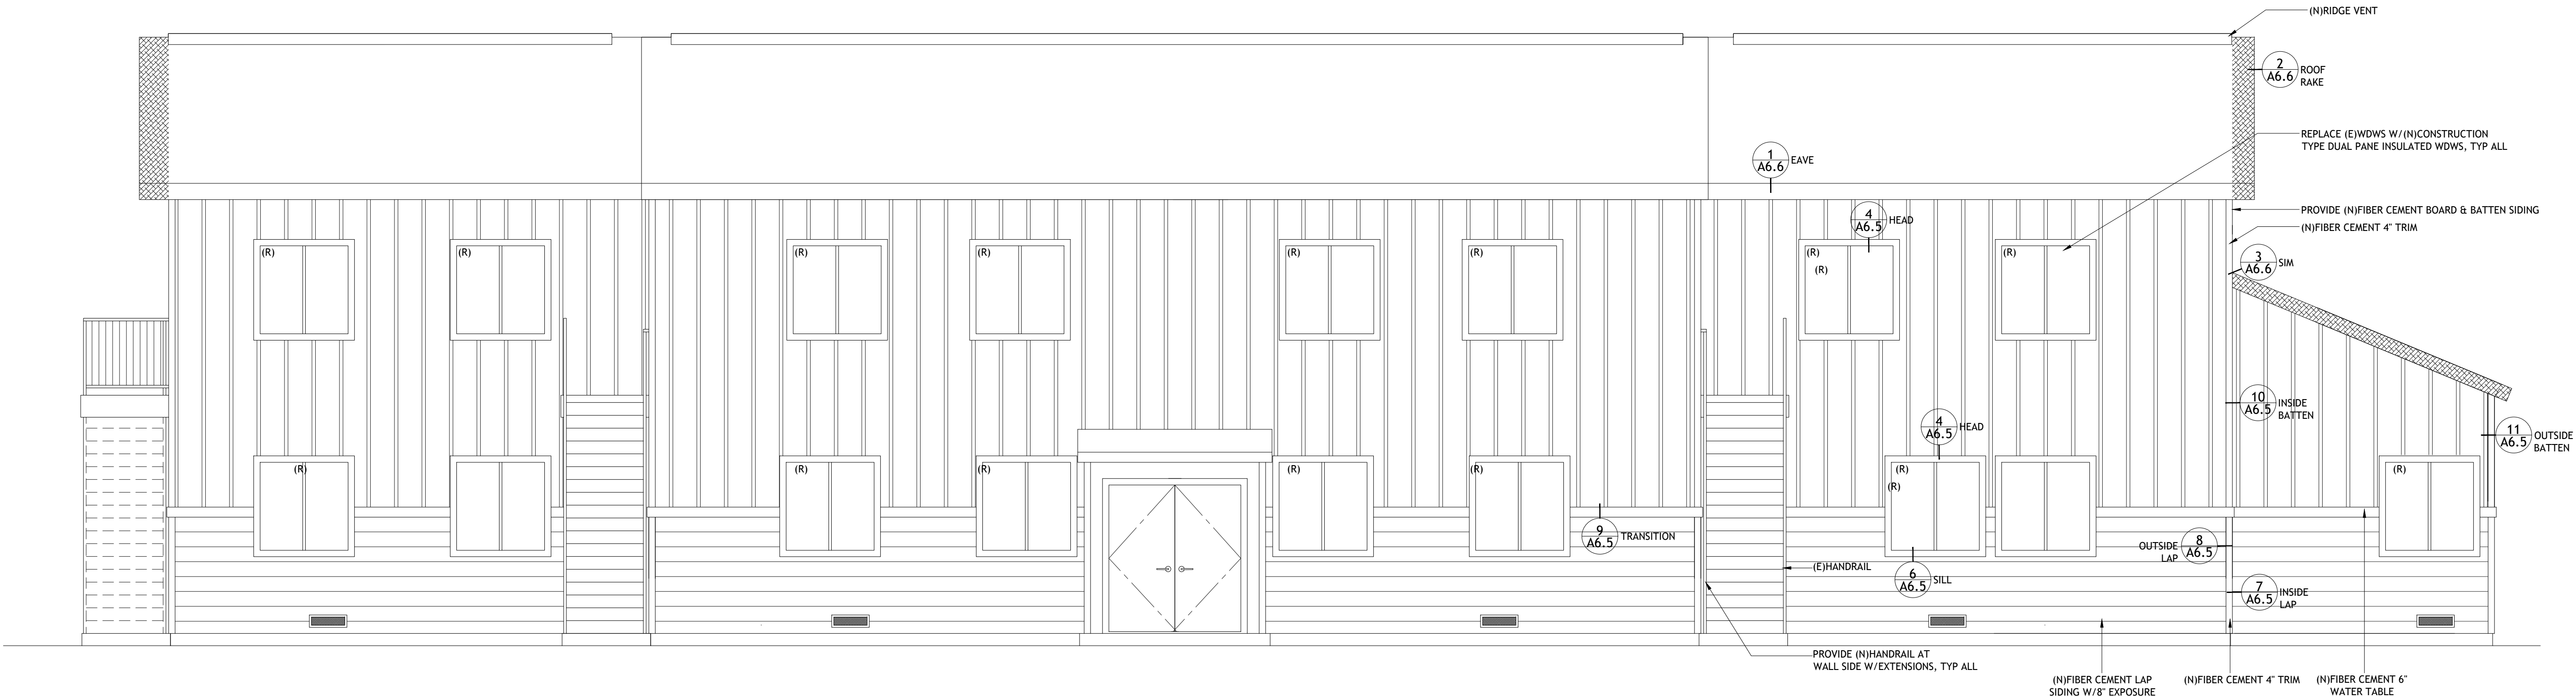 (N)RIDGE VENT
2
A6.6
ROOF
RAKE
REPLACE (E)WDWS W/(N)CONSTRUCTION
TYPE DUAL PANE INSULATED WDWS, TYP ALL
1
A6.6
EAVE
PROVIDE (N)FIBER CEMENT BOARD & BATTEN SIDING
4
A6.5
HEAD
(N)FIBER CEMENT 4" TRIM
(R)
(R)
(R)
(R)
(R)
(R)
(R)
(R)
(R)
3
A6.6
SIM
10
A6.5
INSIDE
BATTEN
4
A6.5
HEAD
11
A6.5
OUTSIDE
BATTEN
(R)
(R)
(R)
(R)
(R)
(R)
(R)
(R)
9
A6.5
TRANSITION
OUTSIDE
LAP
8
A6.5
(E)HANDRAIL
6
A6.5
SILL
7
A6.5
INSIDE
LAP
PROVIDE (N)HANDRAIL AT
WALL SIDE W/EXTENSIONS, TYP ALL
(N)FIBER CEMENT LAP
SIDING W/8" EXPOSURE
(N)FIBER CEMENT 4" TRIM
(N)FIBER CEMENT 6"
WATER TABLE